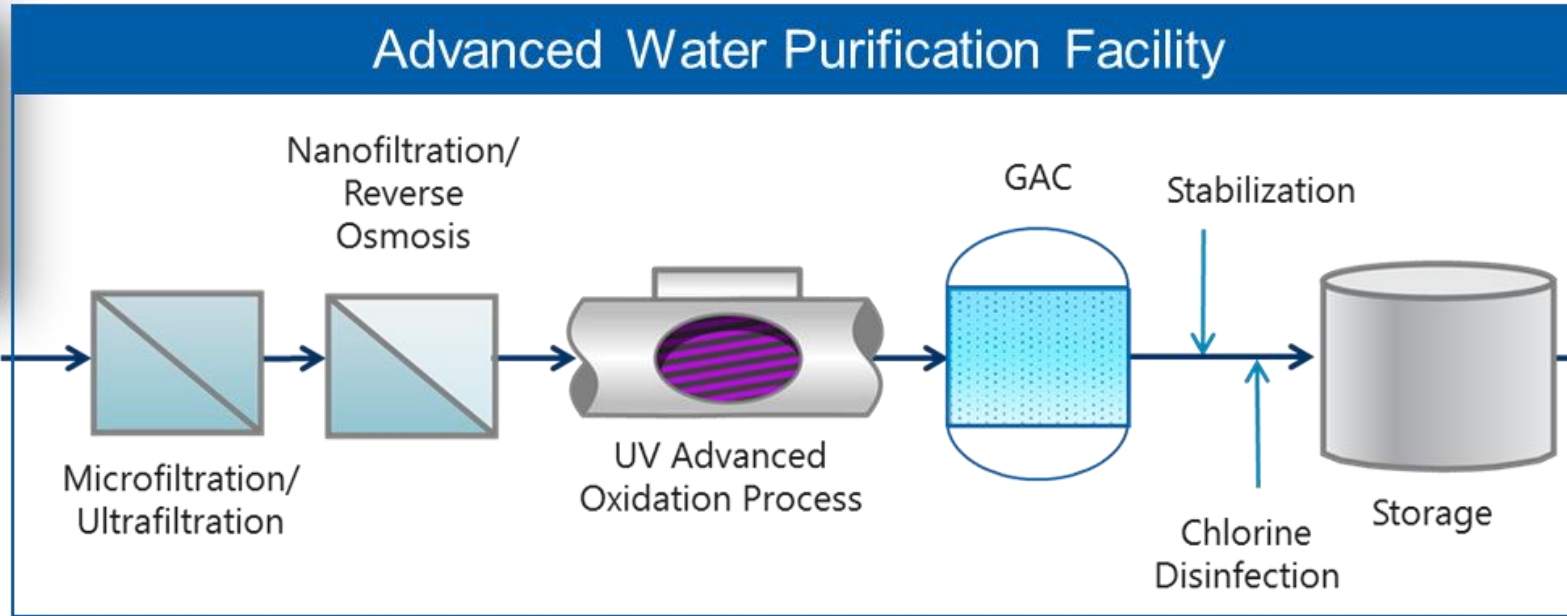 Advanced Water Purification Facility
Nanofiltration/
Reverse
Osmosis
GAC
Stabilization
Microfiltration/
Ultrafiltration
UV Advanced
Oxidation Process
Chlorine
Disinfection
Storage